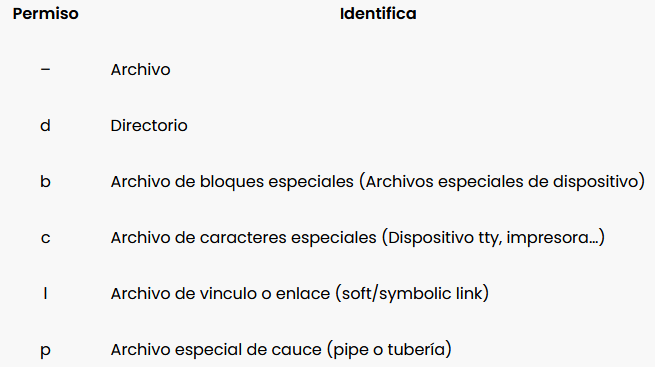 Permiso Identifica
– Archivo
d Directorio
b Archivo de bloques especiales (Archivos especiales de dispositivo)
c Archivo de caracteres especiales (Dispositivo tty, impresora…)
l Archivo de vinculo o enlace (soft/symbolic link)
p Archivo especial de cauce (pipe o tubería)